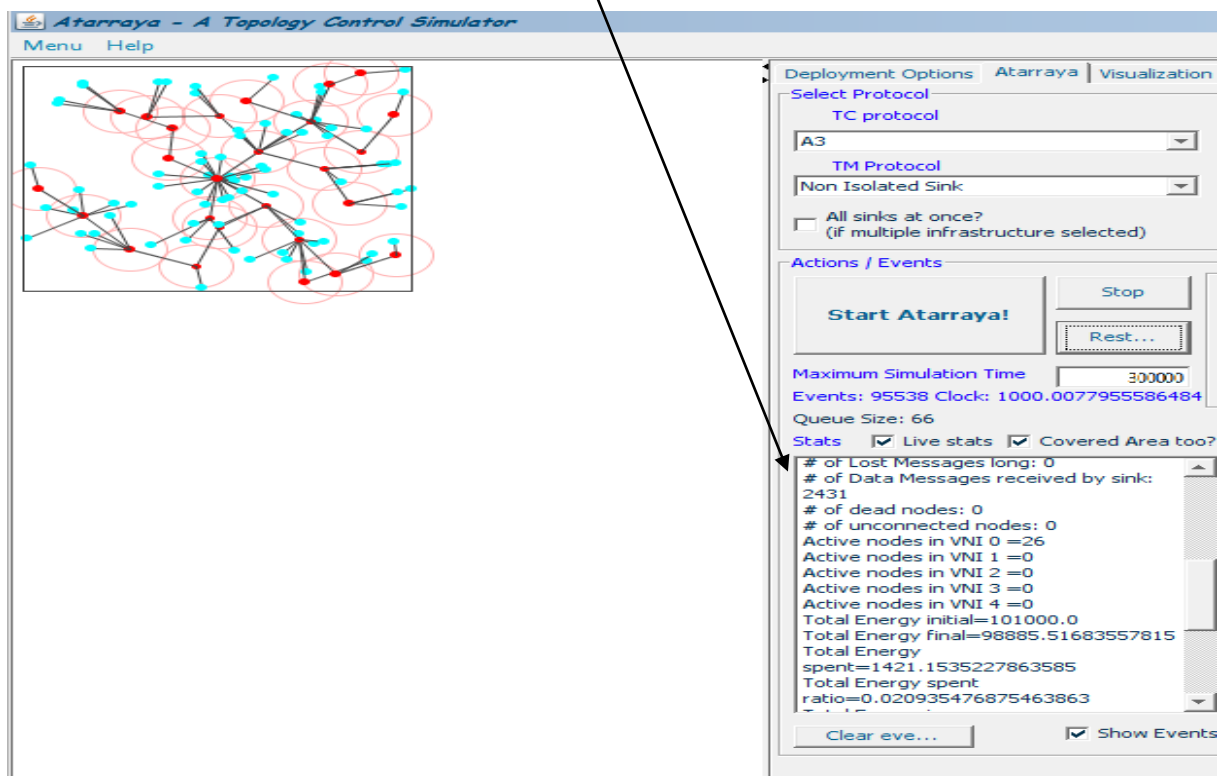 Atarraya - A Topology Control Simulator
Menu Help
Deployment Options Atarraya Visualization
Select Protocol
TC protocol
A3
TM Protocol
Non Isolated Sink
All sinks at once?
(if multiple infrastructure selected)
Actions / Events
Start Atarraya!
Stop
Rest...
Maximum Simulation Time 300000
Events: 95538 Clock: 1000.0077955586484
Queue Size: 66
Stats Live stats Covered Area too?
# of Lost Messages long: 0
# of Data Messages received by sink:
2431
# of dead nodes: 0
# of unconnected nodes: 0
Active nodes in VNI 0 =26
Active nodes in VNI 1 =0
Active nodes in VNI 2 =0
Active nodes in VNI 3 =0
Active nodes in VNI 4 =0
Total Energy initial=101000.0
Total Energy final=98885.51683557815
Total Energy
spent=1421.1535227863585
Total Energy spent
ratio=0.020935476875463863
Clear eve... Show Events